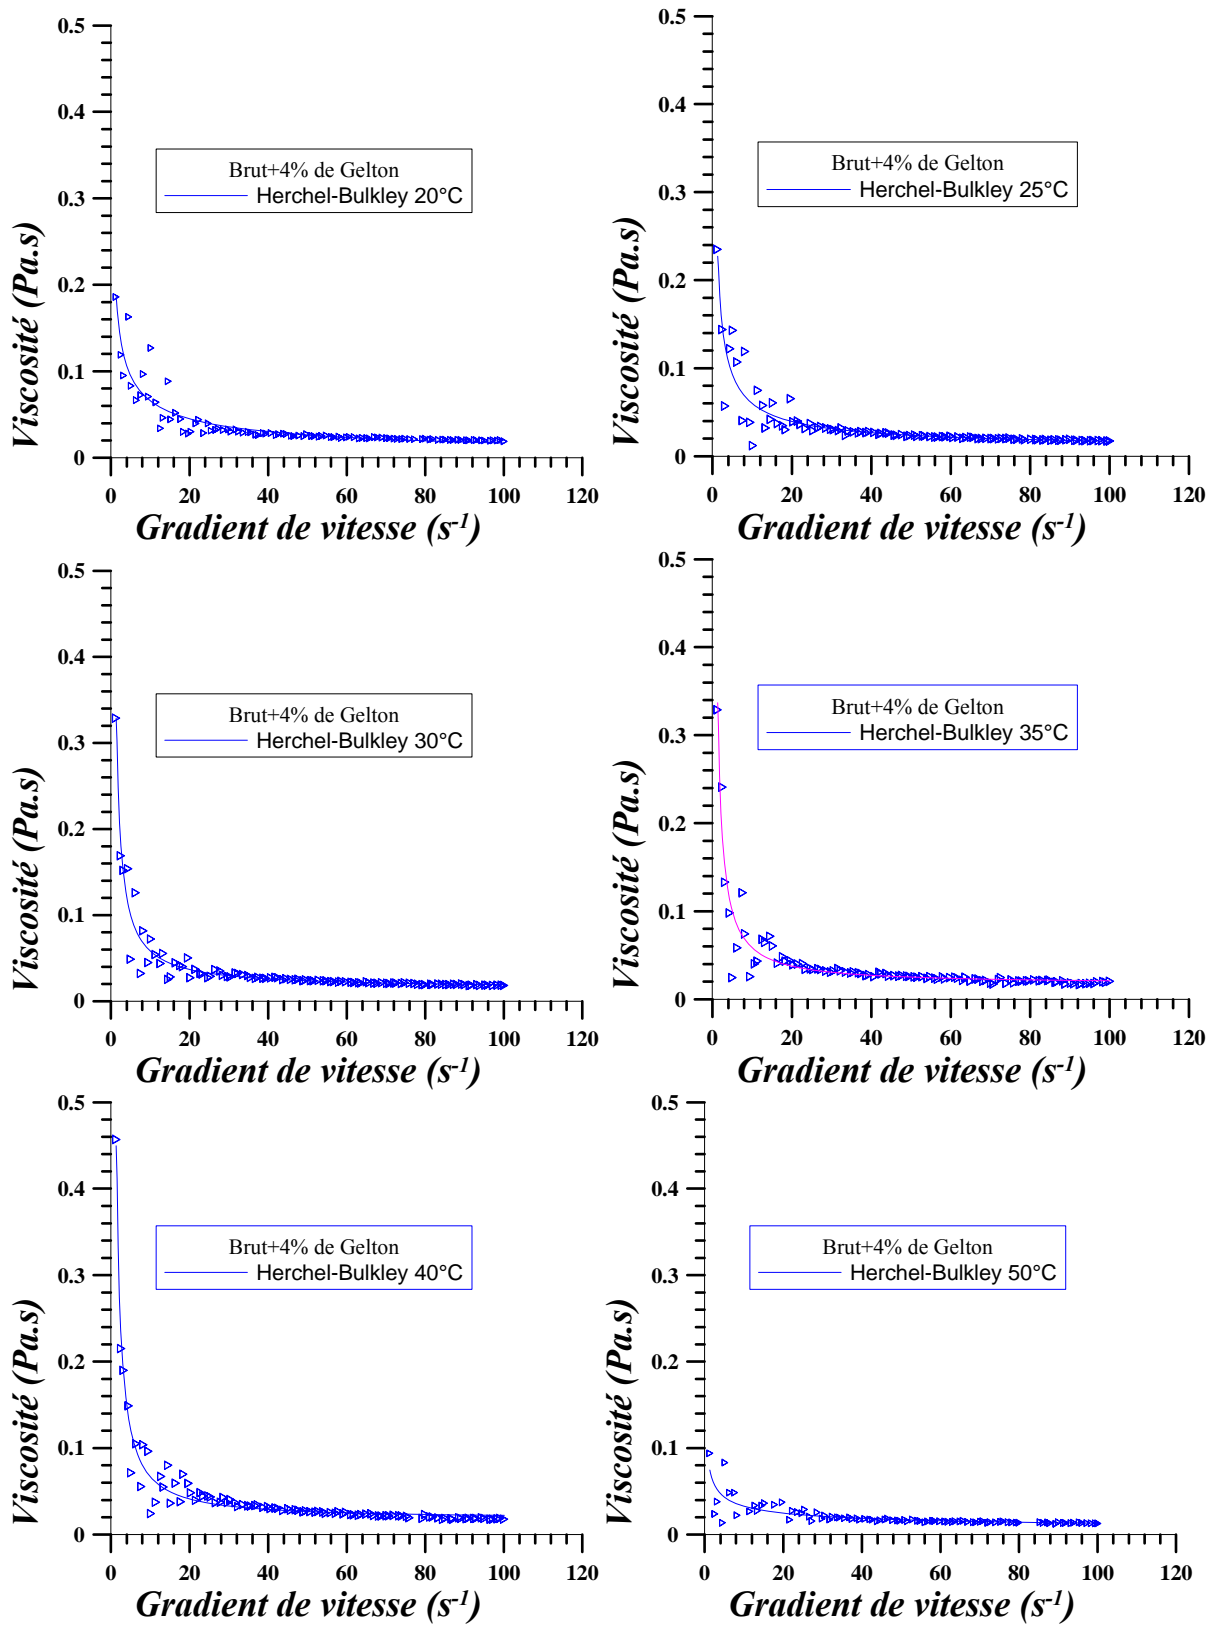 0.5
0.4
0.3
0.2
0.1
0
Viscosité (Pa.s)
Brut+4% de Gelton
Herchel-Bulkley 20°C
0 20 40 60 80 100 120
Gradient de vitesse (s-1)
0.5
0.4
0.3
0.2
0.1
0
Viscosité (Pa.s)
Brut+4% de Gelton
Herchel-Bulkley 25°C
0 20 40 60 80 100 120
Gradient de vitesse (s-1)
0.5
0.4
0.3
0.2
0.1
0
Viscosité (Pa.s)
Brut+4% de Gelton
Herchel-Bulkley 30°C
0 20 40 60 80 100 120
Gradient de vitesse (s-1)
0.5
0.4
0.3
0.2
0.1
0
Viscosité (Pa.s)
Brut+4% de Gelton
Herchel-Bulkley 35°C
0 20 40 60 80 100 120
Gradient de vitesse (s-1)
0.5
0.4
0.3
0.2
0.1
0
Viscosité (Pa.s)
Brut+4% de Gelton
Herchel-Bulkley 40°C
0 20 40 60 80 100 120
Gradient de vitesse (s-1)
0.5
0.4
0.3
0.2
0.1
0
Viscosité (Pa.s)
Brut+4% de Gelton
Herchel-Bulkley 50°C
0 20 40 60 80 100 120
Gradient de vitesse (s-1)